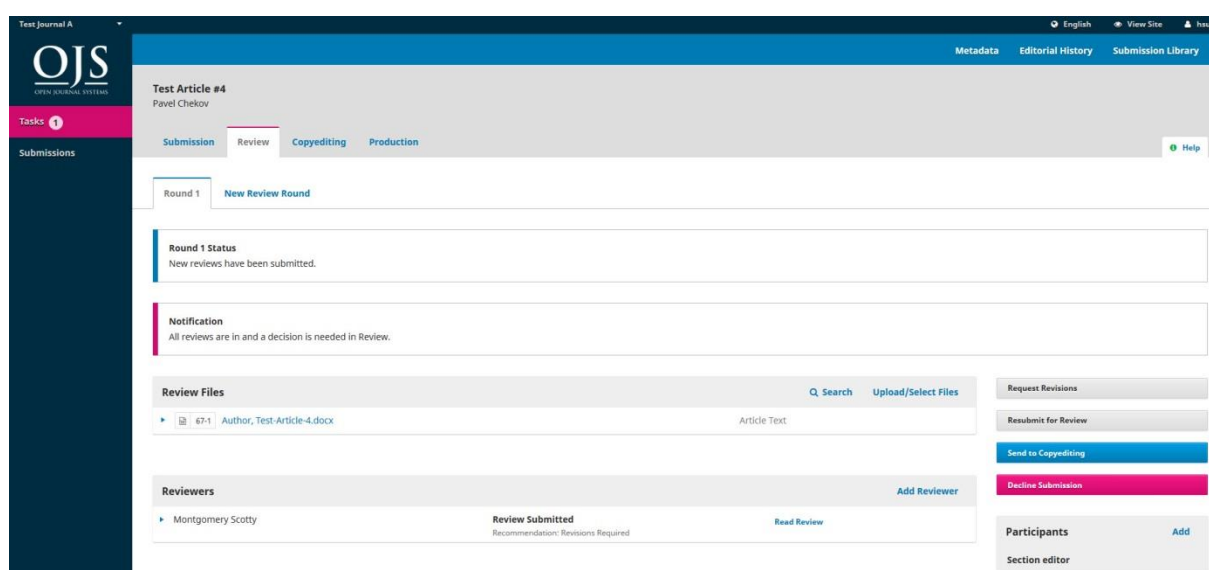 Test Journal A
English View Site
OJS
OPEN JOURNAL SYSTEMS
Metadata Editorial History Submission Library
Tasks 1
Submissions
Test Article #4
Pavel Chekov
Submission Review Copyediting Production
Help
Round 1 New Review Round
Round 1 Status
New reviews have been submitted.
Notification
All reviews are in and a decision is needed in Review.
Review Files Search Upload/Select Files
67-1 Author, Test-Article-4.docx Article Text
Reviewers Add Reviewer
Montgomery Scotty Review Submitted Read Review
Recommendation: Revisions Required
Request Revisions
Resubmit for Review
Send to Copyediting
Decline Submission
Participants Add
Section editor